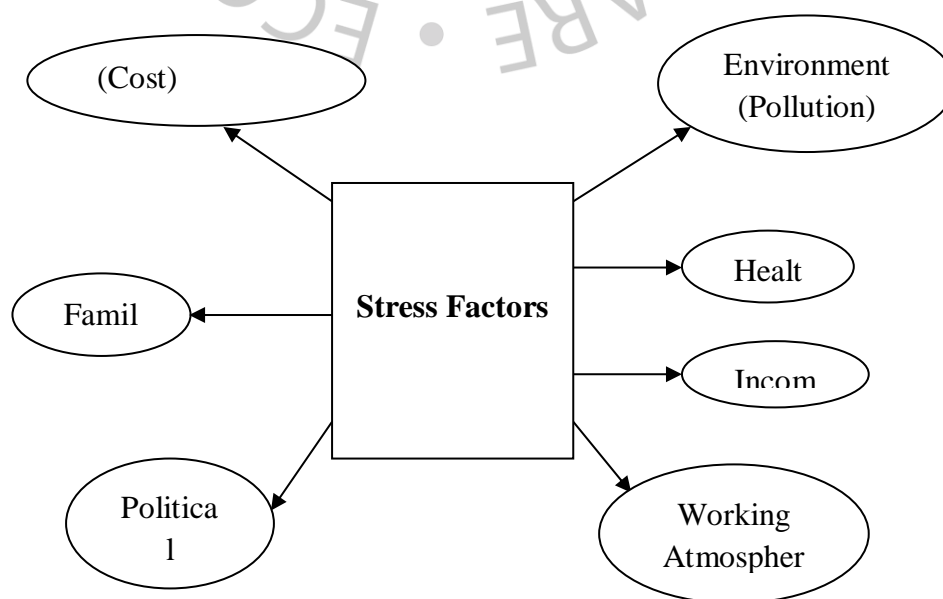 (Cost)
Environment
(Pollution)
Healt
Stress Factors
Famil
Incom
Politica
l
Working
Atmospher